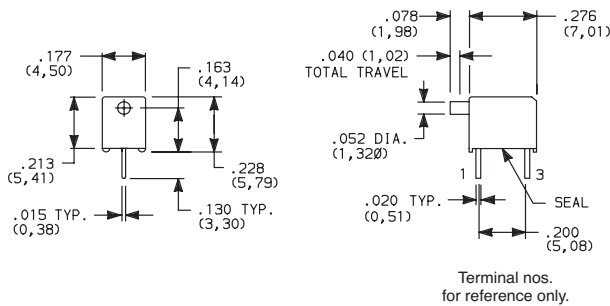 .177
(4,50)
.163
(4,14)
.213
(5,41)
.228
(5,79)
.015 TYP.
(0,38)
.130 TYP.
(3,30)
.078
(1,98)
.276
(7,01)
.040 (1,02)
TOTAL TRAVEL
.052 DIA.
(1,32Ø)
1
3
.020 TYP.
(0,51)
SEAL
.200
(5,08)
Terminal nos.
for reference only.